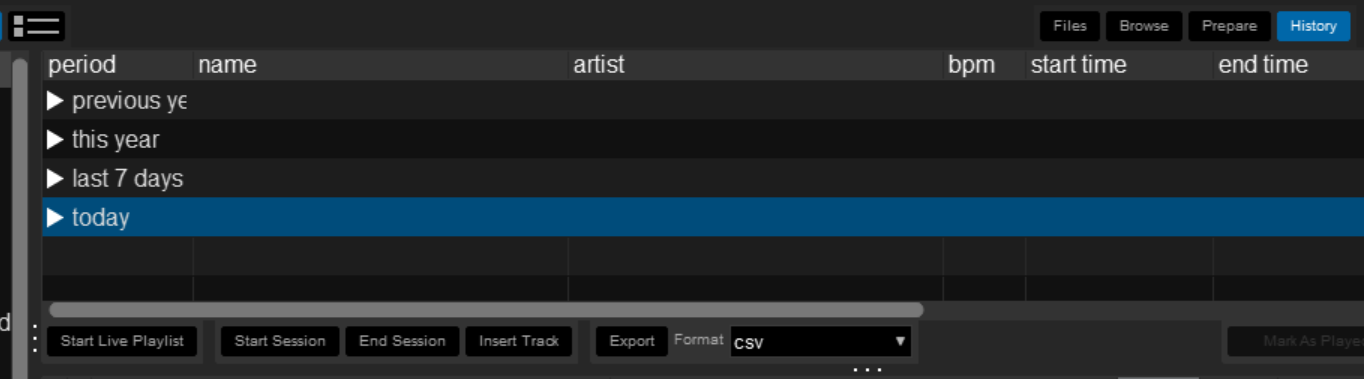 Files Browse Prepare History
period name artist bpm start time end time
previous ye
this year
last 7 days
today
d
Start Live Playlist Start Session End Session Insert Track Export Format csv Mark As Playe